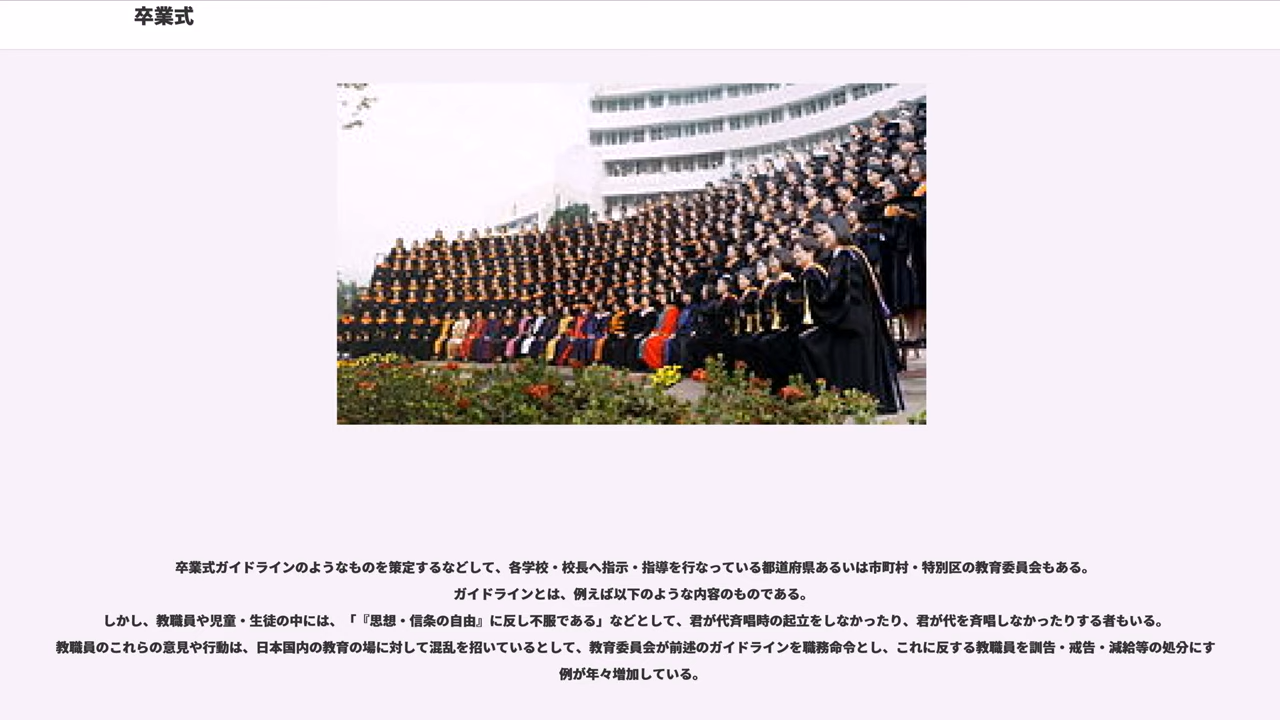 卒業式
卒業式ガイドラインのようなものを策定するなどして、各学校・校長へ指示・指導を行なっている都道府県あるいは市町村・特別区の教育委員会もある。
ガイドラインとは、例えば以下のような内容のものである。
しかし、教職員や児童・生徒の中には、「『思想・信条の自由』に反し不服である」などとして、君が代斉唱時の起立をしなかったり、君が代を斉唱しなかったりする者もいる。
教職員のこれらの意見や行動は、日本国内の教育の場に対して混乱を招いているとして、教育委員会が前述のガイドラインを職務命令とし、これに反する教職員を訓告・戒告・減給等の処分にす
例が年々増加している。